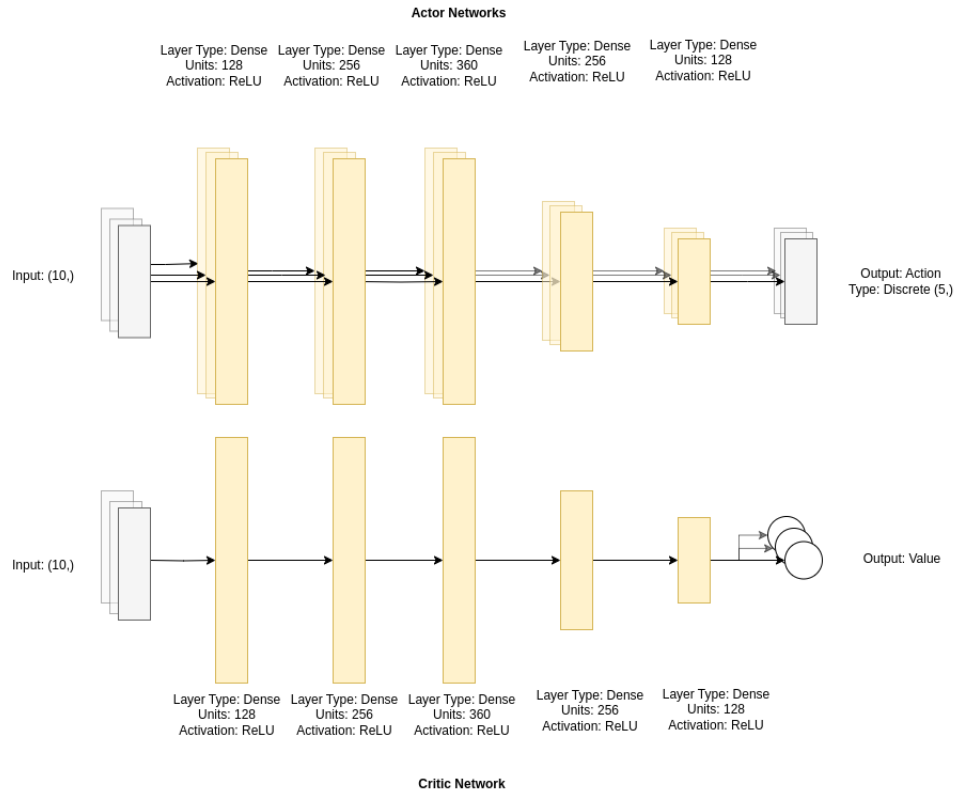 Actor Networks
Layer Type: Dense
Units: 128
Activation: ReLU
Layer Type: Dense
Units: 256
Activation: ReLU
Layer Type: Dense
Units: 360
Activation: ReLU
Layer Type: Dense
Units: 256
Activation: ReLU
Layer Type: Dense
Units: 128
Activation: ReLU
Input: (10,)
Output: Action
Type: Discrete (5,)
Input: (10,)
Output: Value
Layer Type: Dense
Units: 128
Activation: ReLU
Layer Type: Dense
Units: 256
Activation: ReLU
Layer Type: Dense
Units: 360
Activation: ReLU
Layer Type: Dense
Units: 256
Activation: ReLU
Layer Type: Dense
Units: 128
Activation: ReLU
Critic Network